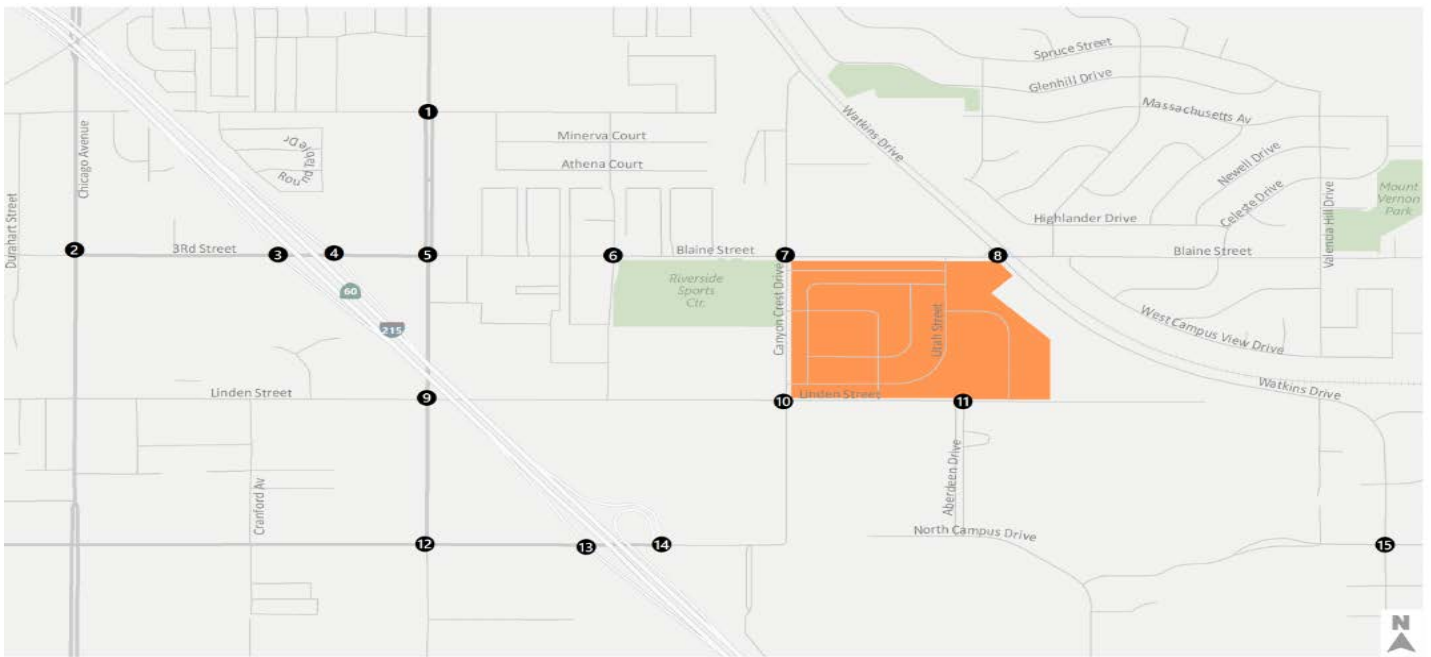 Spruce Street
Glenhill Drive
Massachusetts Av
Watkins Drive
1
Minerva Court
Athena Court
Round Table Dr
Chicago Avenue
Durahart Street
Newell Drive
Celeste Drive
Valencia Hill Drive
Mount
Vernon
Park
Highlander Drive
2
3Rd Street
3
4
5
6
Blaine Street
7
8
Blaine Street
Riverside
Sports
Ctr.
60
215
Canyon Crest Drive
Utah Street
West Campus View Drive
Watkins Drive
Linden Street
9
10
Linden Street
11
Cranford Av
Aberdeen Drive
North Campus Drive
12
13
14
15
N